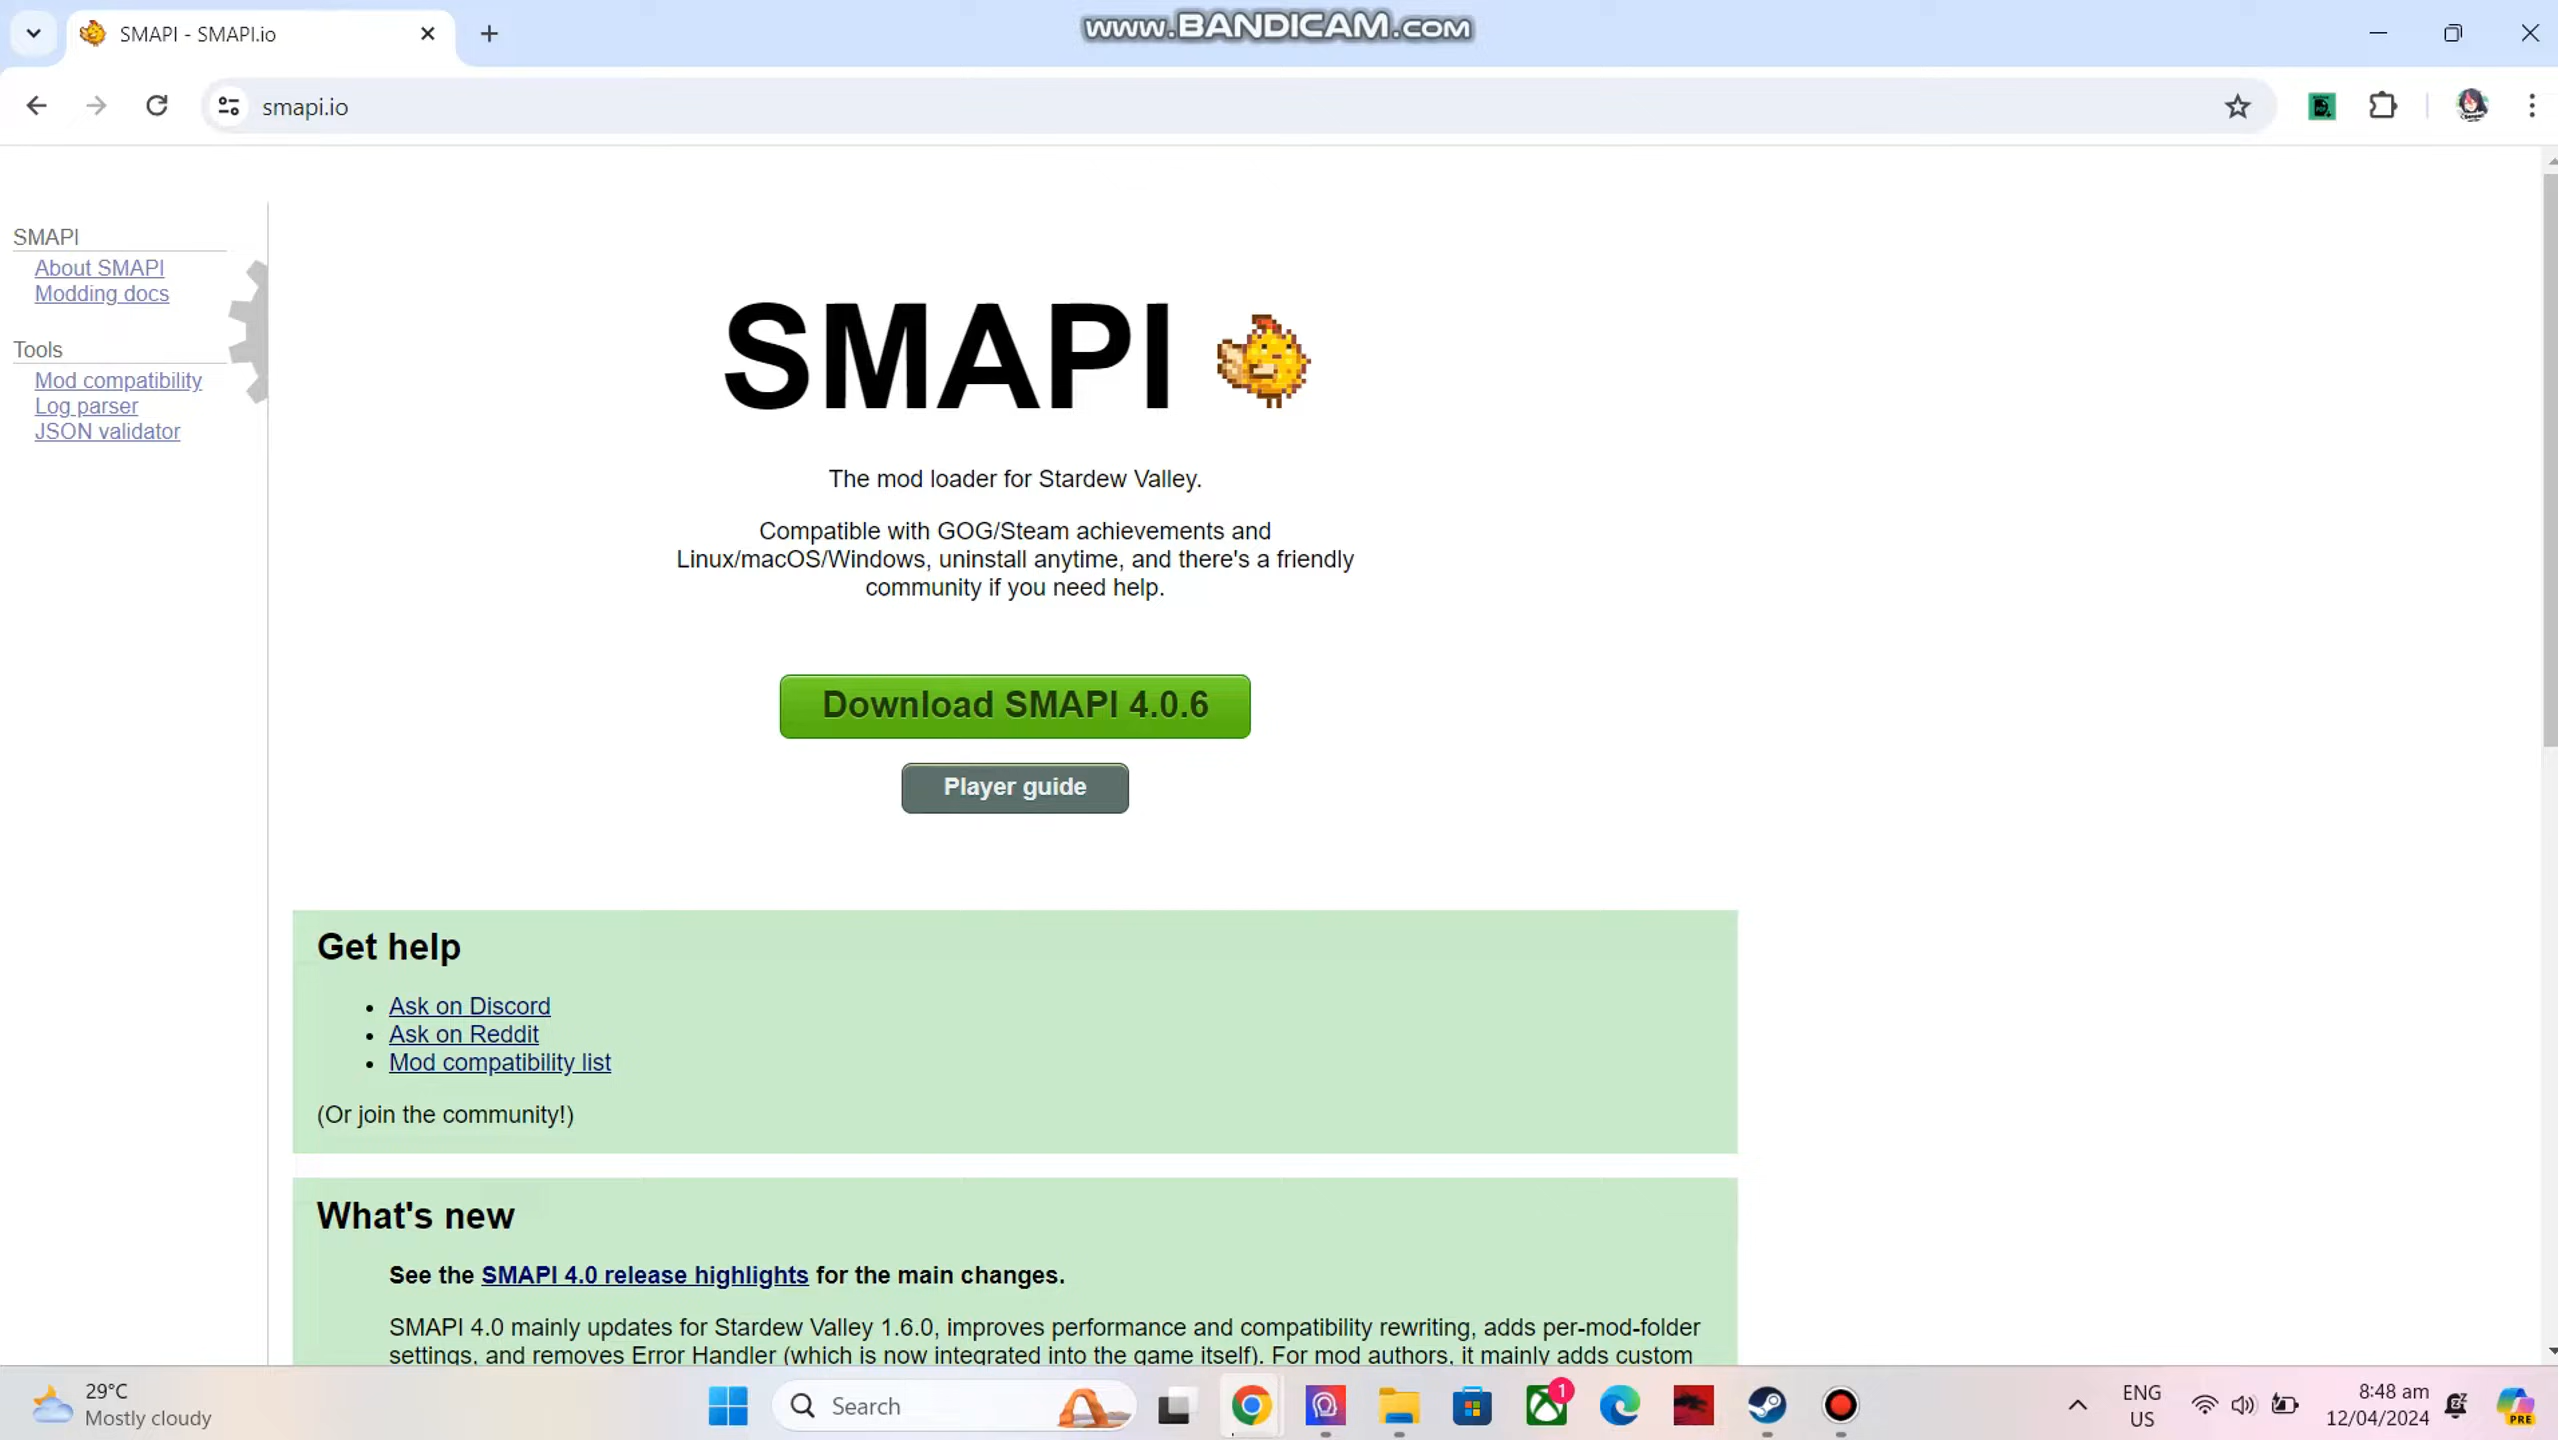 SMAPI - SMAPI.io
www.BANDICAM.com
smapi.io
SMAPI
About SMAPI
Modding docs
Tools
Mod compatibility
Log parser
JSON validator
SMAPI
The mod loader for Stardew Valley.
Compatible with GOG/Steam achievements and
Linux/macOS/Windows, uninstall anytime, and there's a friendly
community if you need help.
Download SMAPI 4.0.6
Player guide
Get help
• Ask on Discord
• Ask on Reddit
• Mod compatibility list
(Or join the community!)
What's new
See the SMAPI 4.0 release highlights for the main changes.
SMAPI 4.0 mainly updates for Stardew Valley 1.6.0, improves performance and compatibility rewriting, adds per-mod-folder
settings, and removes Error Handler (which is now integrated into the game itself). For mod authors, it mainly adds custom
29°C
Mostly cloudy
Search
1
ENG
US
8:48 am
12/04/2024
PRE